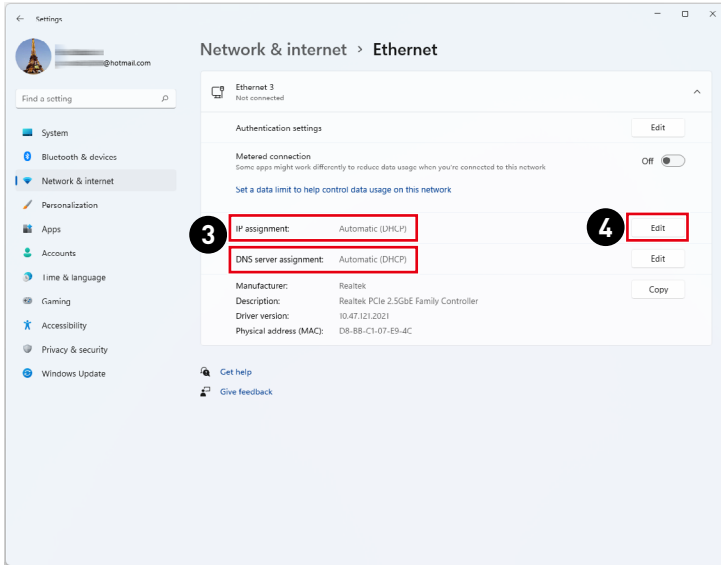 Settings
@hotmail.com
Find a setting
System
Bluetooth & devices
Network & internet
Personalization
Apps
Accounts
Time & language
Gaming
Accessibility
Privacy & security
Windows Update
Network & internet > Ethernet
Ethernet 3
Not connected
Authentication settings Edit
Metered connection
Some apps might work differently to reduce data usage when you're connected to this network Off
Set a data limit to help control data usage on this network
3 IP assignment: Automatic (DHCP) 4 Edit
DNS server assignment: Automatic (DHCP) Edit
Manufacturer: Realtek Copy
Description: Realtek PCIe 2.5GbE Family Controller
Driver version: 10.47.121.2021
Physical address (MAC): D8-BB-C1-07-E9-4C
Get help
Give feedback